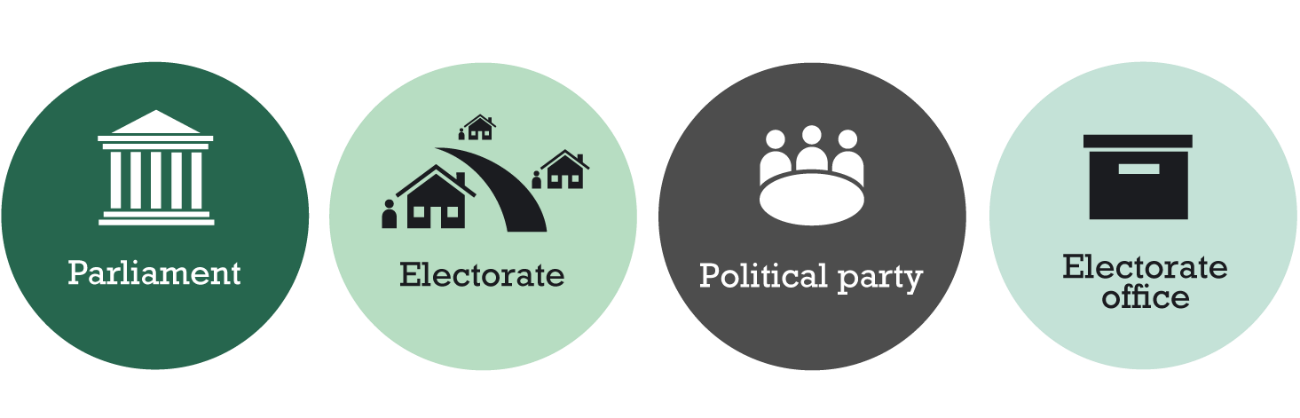 Parliament
Electorate
Political party
Electorate
office